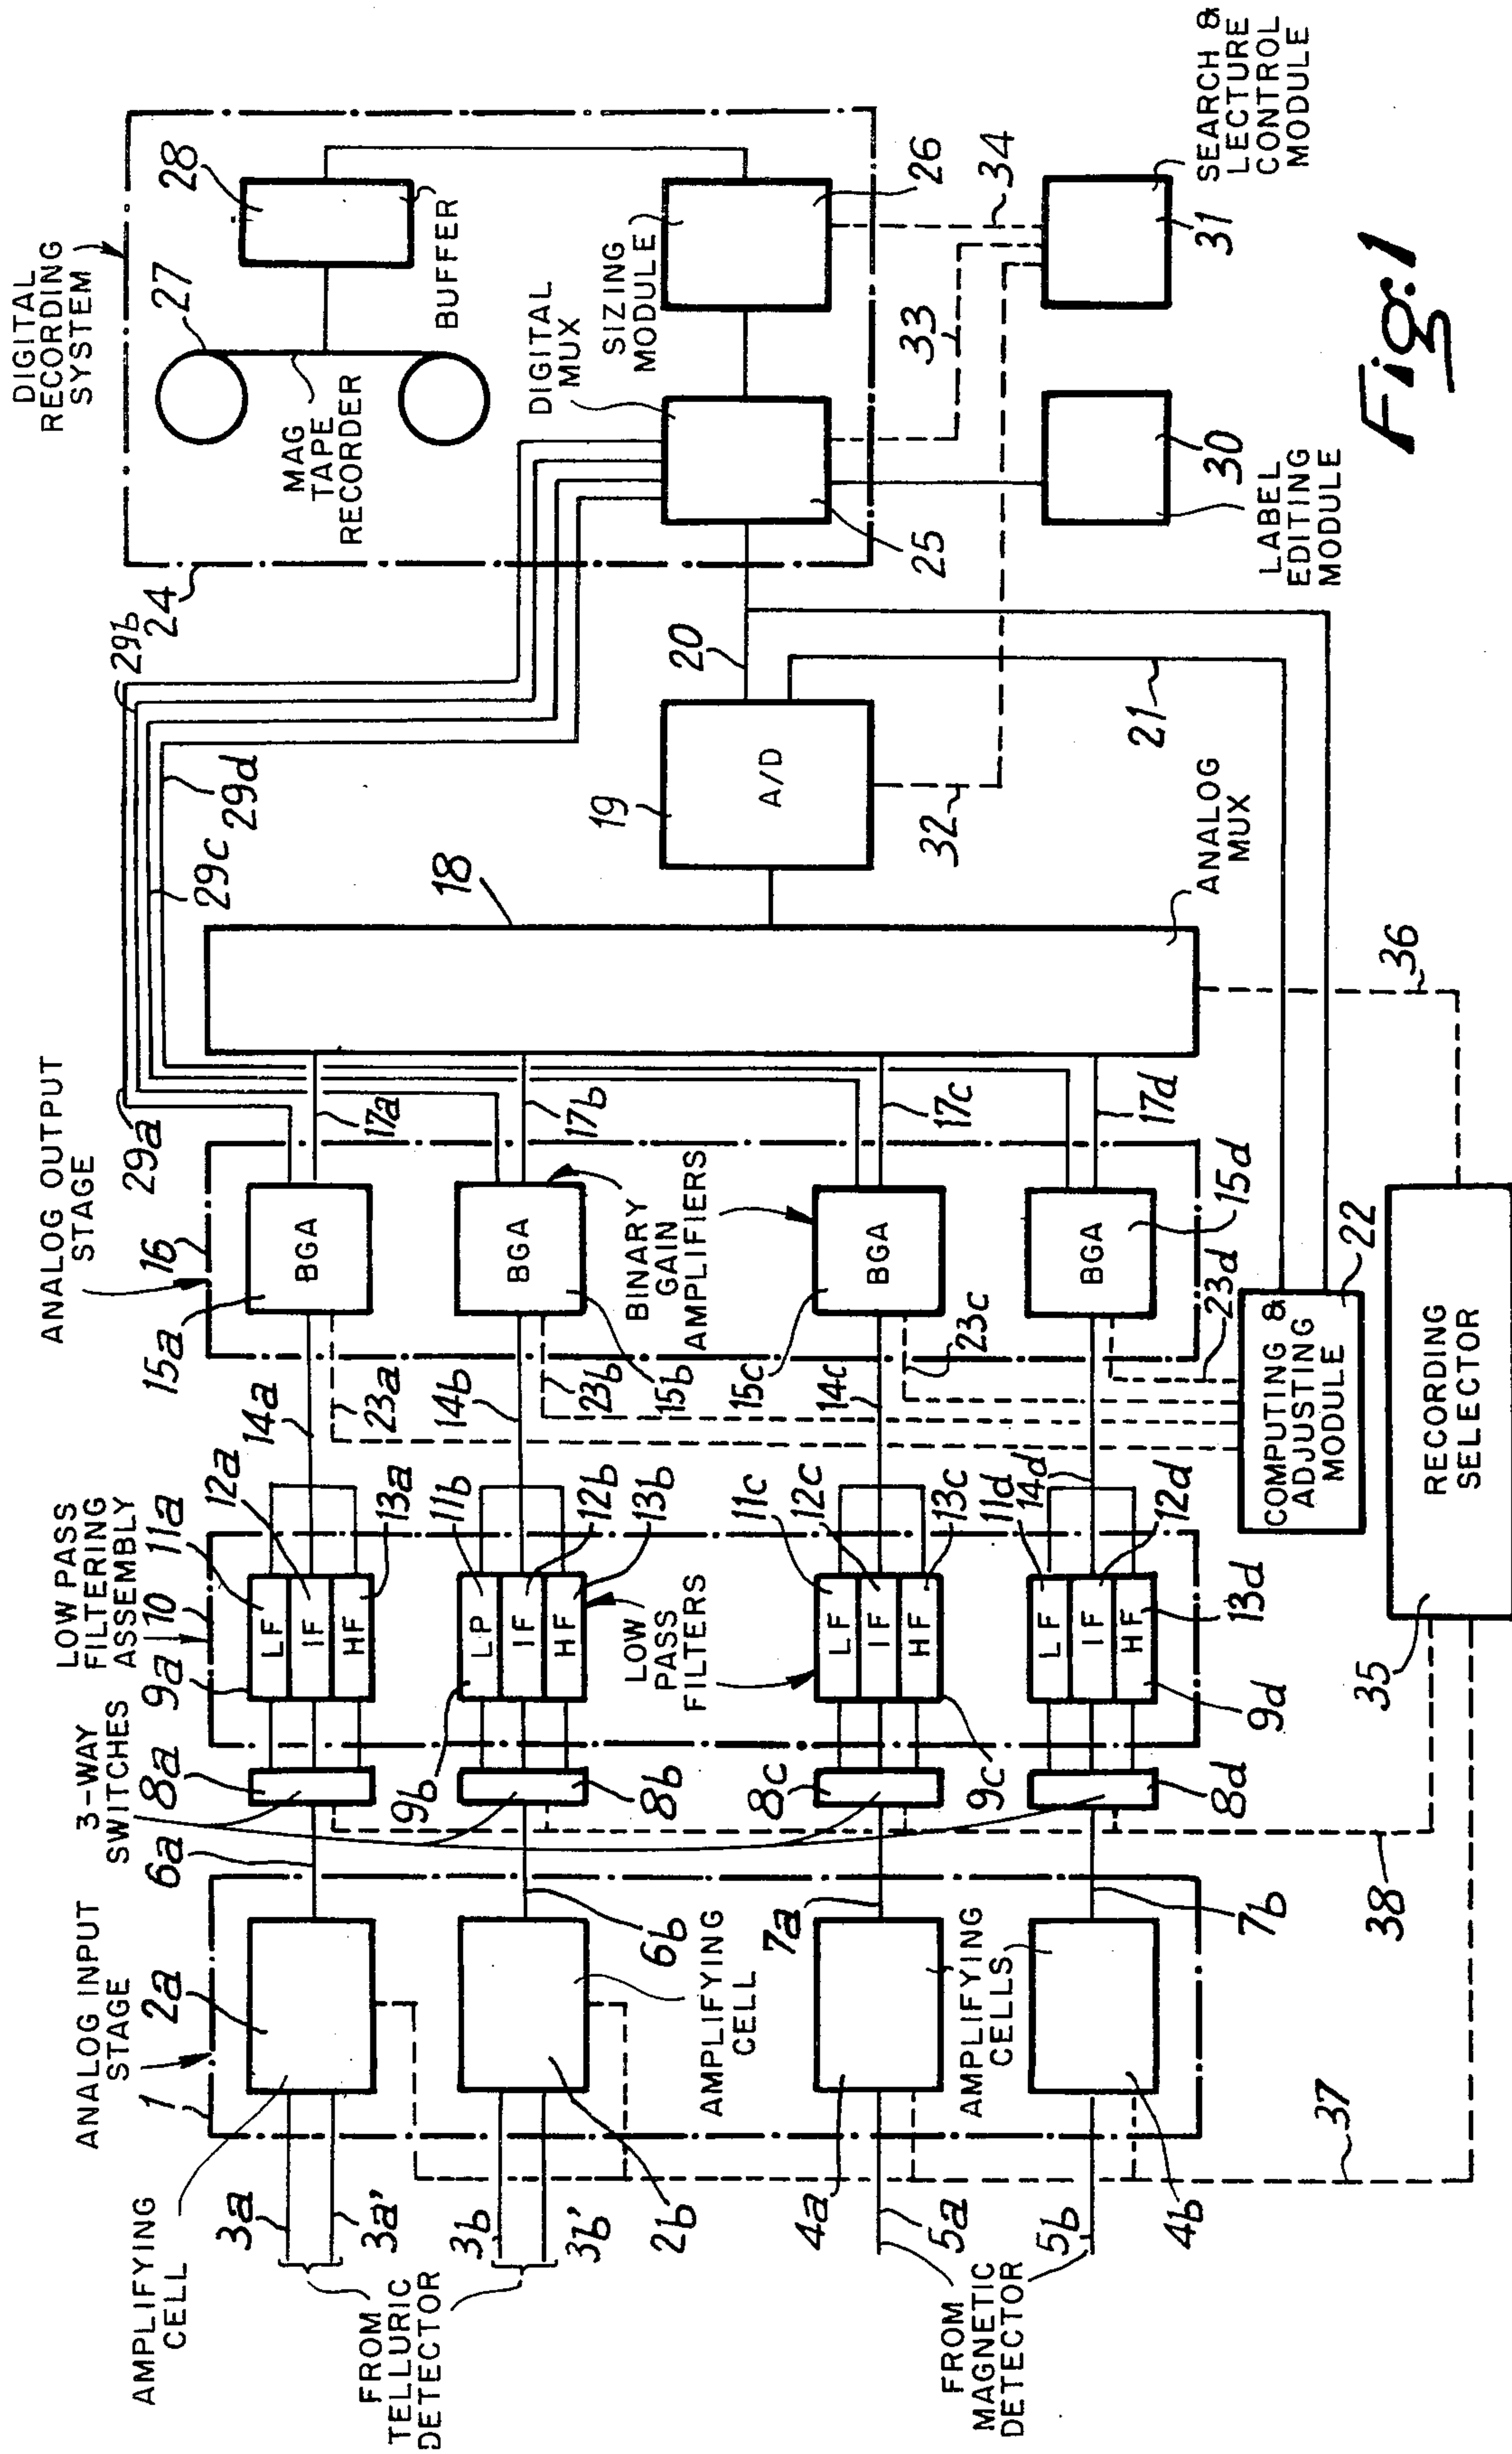 DIGITAL
RECORDING
SYSTEM
27
28
MAG
TAPE
RECORDER
BUFFER
24
DIGITAL
MUX
SIZING
MODULE
25
26
33
34
LABEL
EDITING
MODULE
30
31
SEARCH &
LECTURE
CONTROL
MODULE
29a
29b
29c
29d
18
19
A/D
20
21
32
ANALOG
MUX
36
ANALOG OUTPUT
STAGE
16
15a
BGA
17a
BGA
15b
17b
BINARY
GAIN
AMPLIFIERS
15c
BGA
17c
BGA
15d
17d
14a
23a
14b
23b
14c
23c
14d
23d
22
COMPUTING &
ADJUSTING
MODULE
RECORDING
SELECTOR
35
LOW PASS
FILTERING
ASSEMBLY
10
9a
11a
12a
13a
LF
IF
HF
9b
11b
12b
13b
LP
IF
HF
LOW
PASS
FILTERS
9c
11c
12c
13c
LF
IF
HF
9d
11d
12d
13d
LF
IF
HF
3-WAY
SWITCHES
8a
8b
8c
8d
38
ANALOG INPUT
STAGE
1
2a
6a
6b
AMPLIFYING
CELL
7a
AMPLIFYING
CELLS
7b
AMPLIFYING
CELL
3a
3a'
3b
3b'
2b
4a
5a
5b
4b
37
FROM
TELLURIC
DETECTOR
FROM
MAGNETIC
DETECTOR
Fig.1